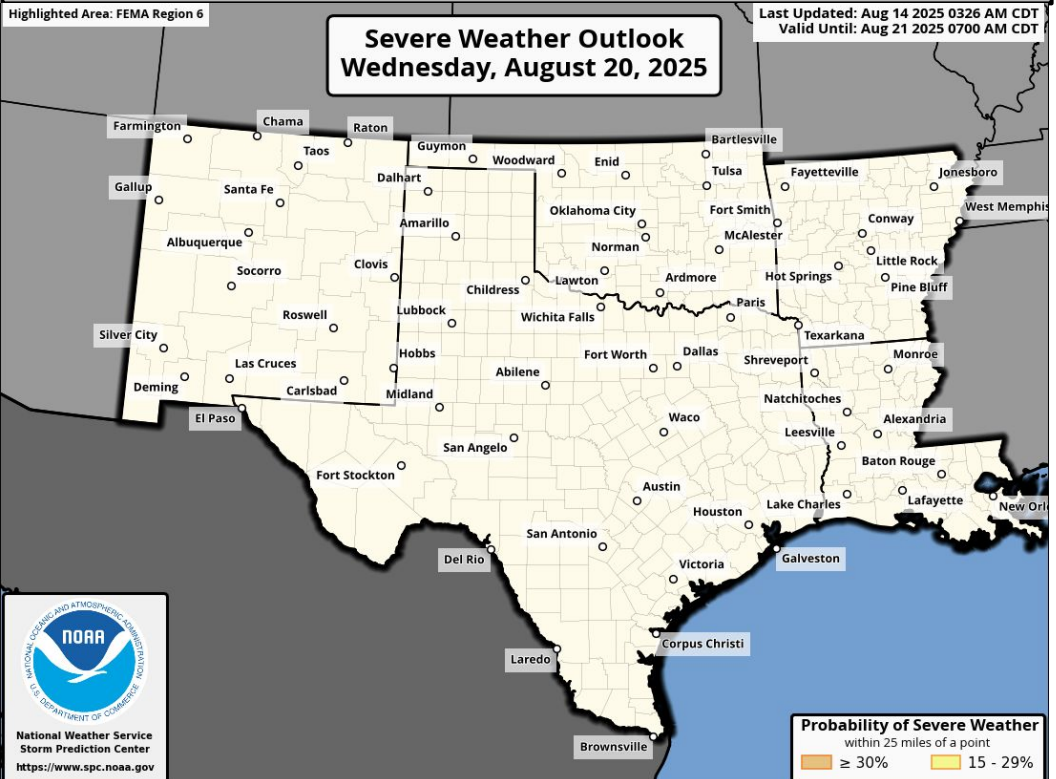 Highlighted Area: FEMA Region 6
Severe Weather Outlook
Wednesday, August 20, 2025
Last Updated: Aug 14 2025 0326 AM CDT
Valid Until: Aug 21 2025 0700 AM CDT
Farmington
Chama
Raton
Taos
Guymon
Woodward
Enid
Bartlesville
Tulsa
Fayetteville
Jonesboro
Gallup
Santa Fe
Dalhart
Oklahoma City
Fort Smith
West Memphis
Albuquerque
Amarillo
Norman
McAlester
Conway
Socorro
Clovis
Childress
Lawton
Ardmore
Hot Springs
Little Rock
Pine Bluff
Roswell
Lubbock
Wichita Falls
Paris
Texarkana
Silver City
Las Cruces
Hobbs
Fort Worth
Dallas
Shreveport
Monroe
Deming
Carlsbad
Midland
Abilene
Natchitoches
El Paso
San Angelo
Waco
Leesville
Alexandria
Fort Stockton
Austin
Baton Rouge
Houston
Lake Charles
Lafayette
New Orl
Del Rio
San Antonio
Galveston
Victoria
Laredo
Corpus Christi
Brownsville
NATIONAL OCEANIC AND ATMOSPHERIC ADMINISTRATION
NOAA
U.S. DEPARTMENT OF COMMERCE
National Weather Service
Storm Prediction Center
https://www.spc.noaa.gov
Probability of Severe Weather
within 25 miles of a point
≥ 30%
15 - 29%